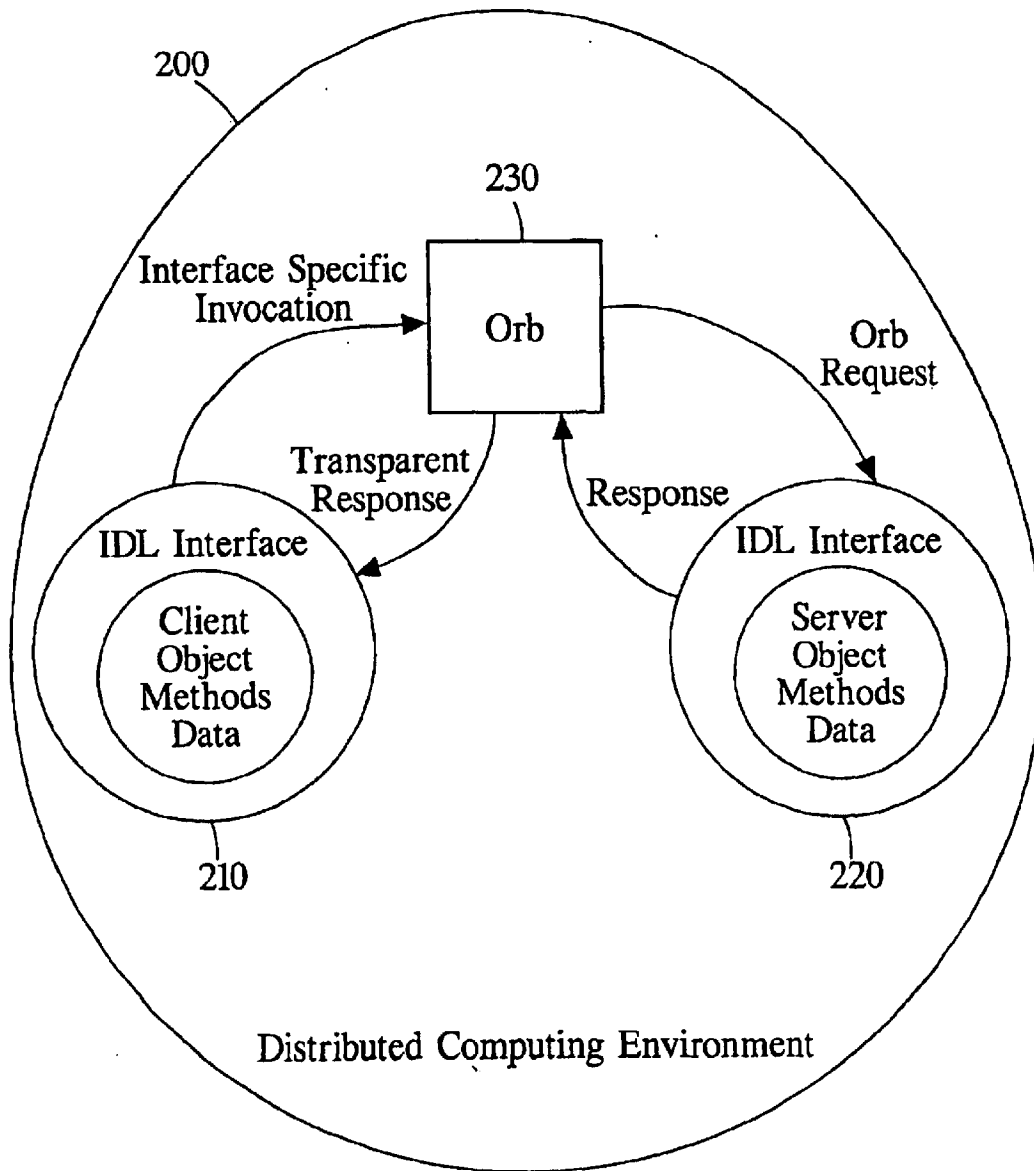 200
230
Interface Specific
Invocation
Orb
Orb
Request
Transparent
Response
Response
IDL Interface
Client
Object
Methods
Data
IDL Interface
Server
Object
Methods
Data
210
220
Distributed Computing Environment